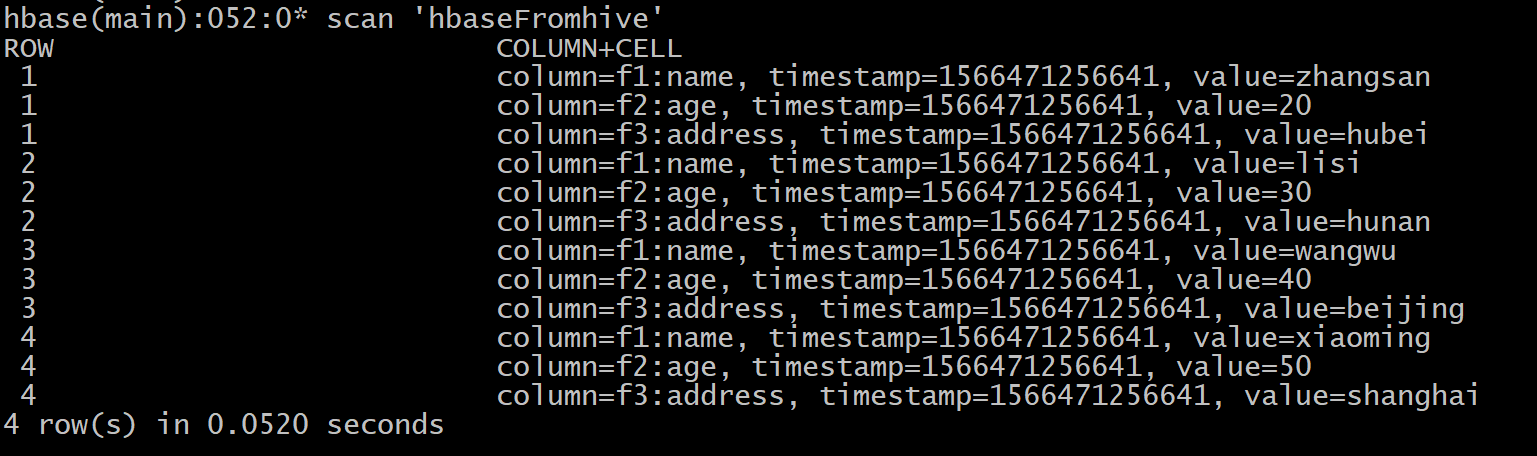 hbase(main):052:0* scan 'hbaseFromhive'
ROW COLUMN+CELL
1 column=f1:name, timestamp=1566471256641, value=zhangsan
1 column=f2:age, timestamp=1566471256641, value=20
1 column=f3:address, timestamp=1566471256641, value=hubei
2 column=f1:name, timestamp=1566471256641, value=lisi
2 column=f2:age, timestamp=1566471256641, value=30
2 column=f3:address, timestamp=1566471256641, value=hunan
3 column=f1:name, timestamp=1566471256641, value=wangwu
3 column=f2:age, timestamp=1566471256641, value=40
3 column=f3:address, timestamp=1566471256641, value=beijing
4 column=f1:name, timestamp=1566471256641, value=xiaoming
4 column=f2:age, timestamp=1566471256641, value=50
4 column=f3:address, timestamp=1566471256641, value=shanghai
4 row(s) in 0.0520 seconds